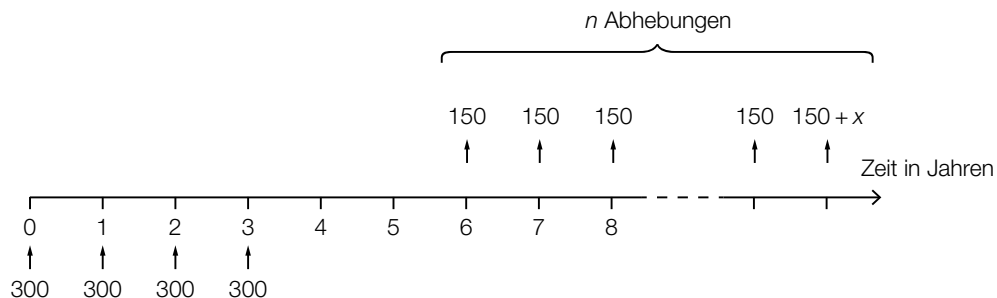 n Abhebungen
150 150 150 150 150 + x
Zeit in Jahren
0 1 2 3 4 5 6 7 8
300 300 300 300